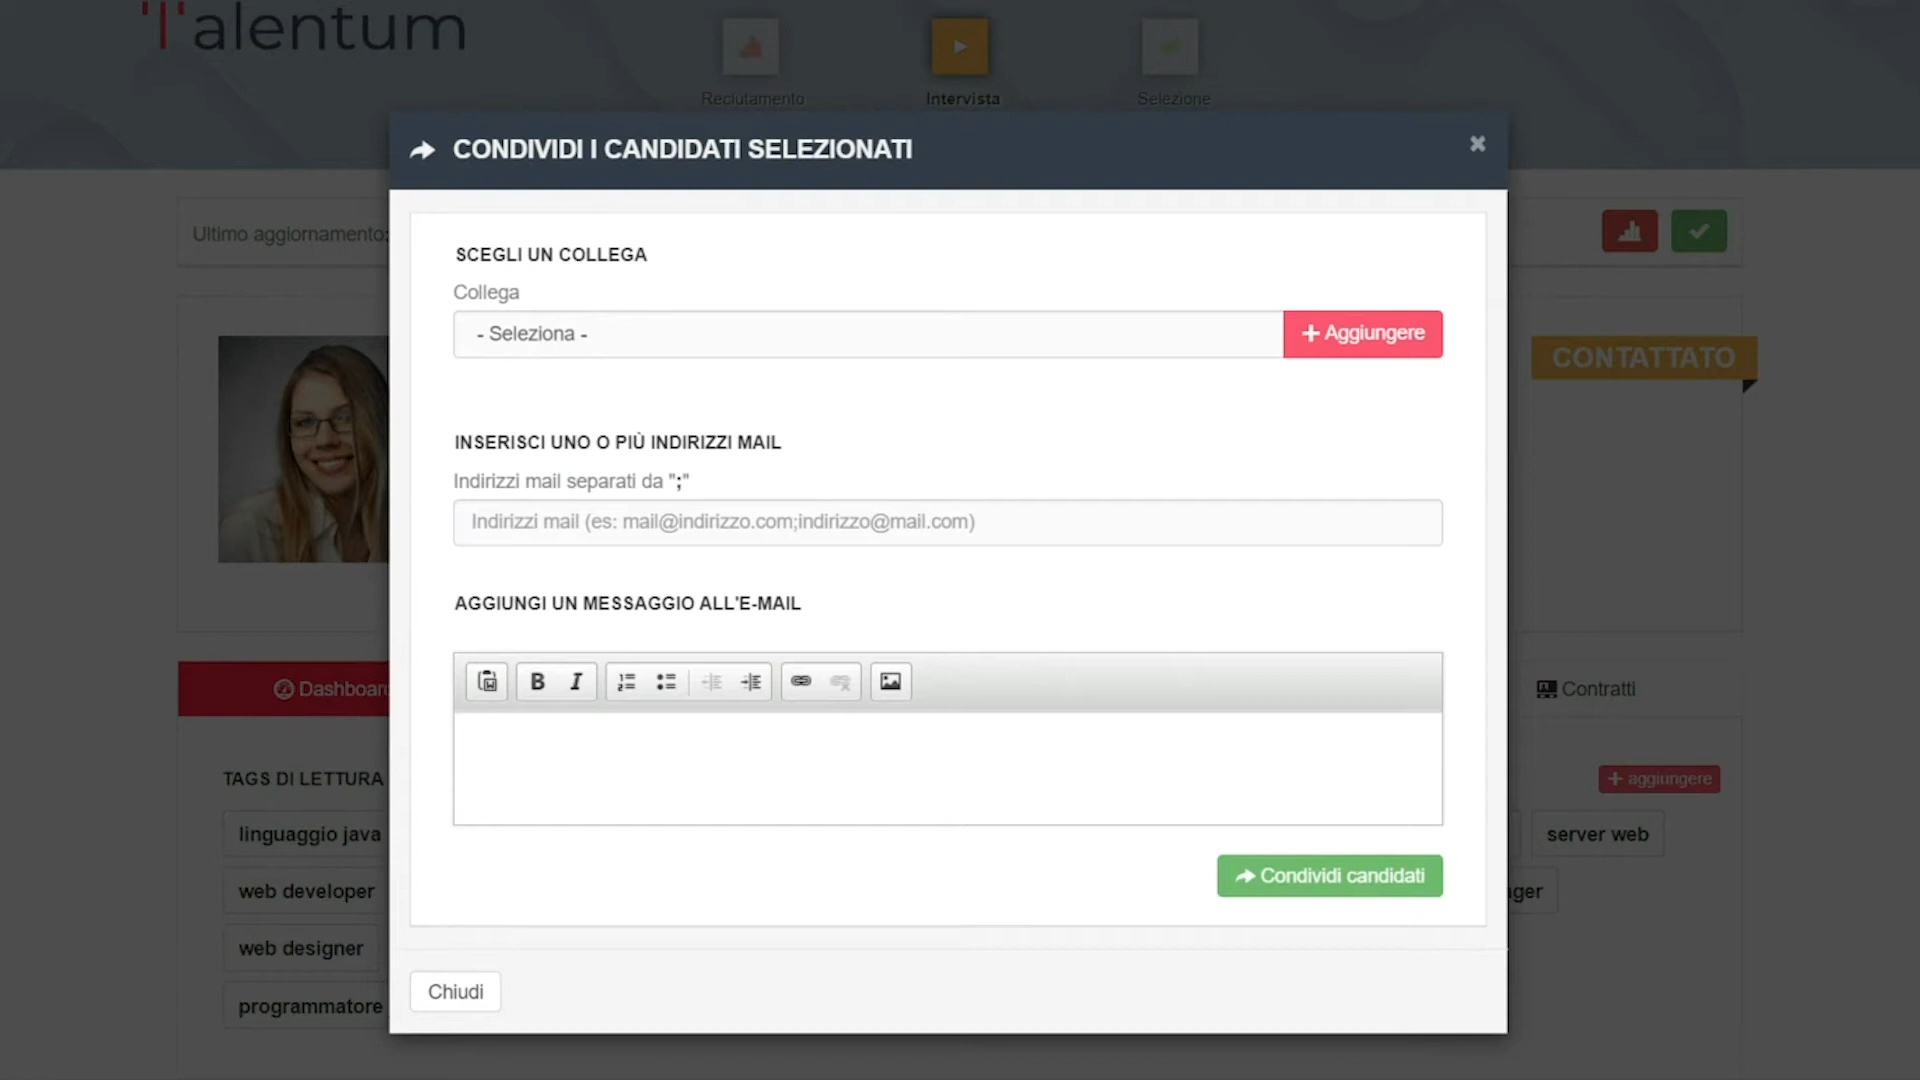 'l'alentum
Reclutamento
Intervista
Selezione
CONDIVIDI I CANDIDATI SELEZIONATI
Ultimo aggiornamento:
SCEGLI UN COLLEGA
Collega
- Seleziona -
Aggiungere
CONTATTATO
INSERISCI UNO O PIÙ INDIRIZZI MAIL
Indirizzi mail separati da ";"
Indirizzi mail (es: mail@indirizzo.com;indirizzo@mail.com)
AGGIUNGI UN MESSAGGIO ALL'E-MAIL
B I
Dashboard
Contratti
TAGS DI LETTURA
aggiungere
linguaggio java
server web
web developer
web designer
programmatore
Condividi candidati
Chiudi